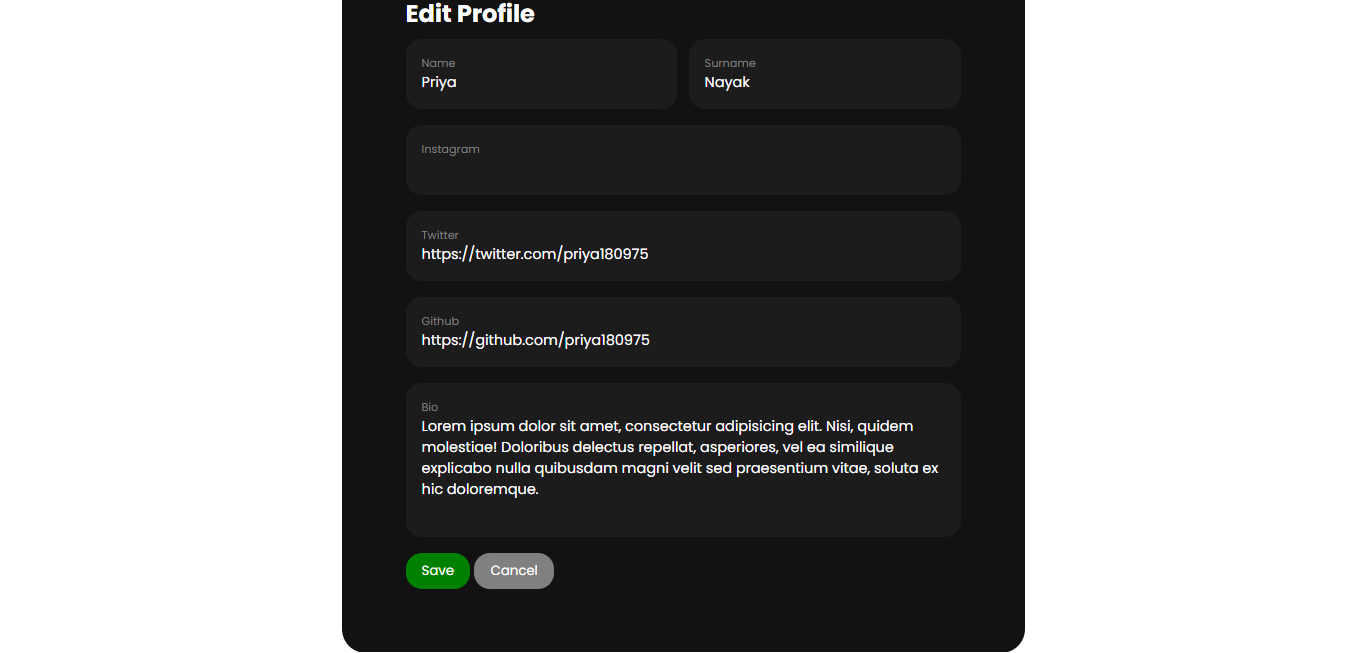 Edit Profile
Name
Priya
Surname
Nayak
Instagram
Twitter
https://twitter.com/priya180975
Github
https://github.com/priya180975
Bio
Lorem ipsum dolor sit amet, consectetur adipisicing elit. Nisi, quidem
molestiae! Doloribus delectus repellat, asperiores, vel ea similique
explicabo nulla quibusdam magni velit sed praesentium vitae, soluta ex
hic doloremque.
Save
Cancel